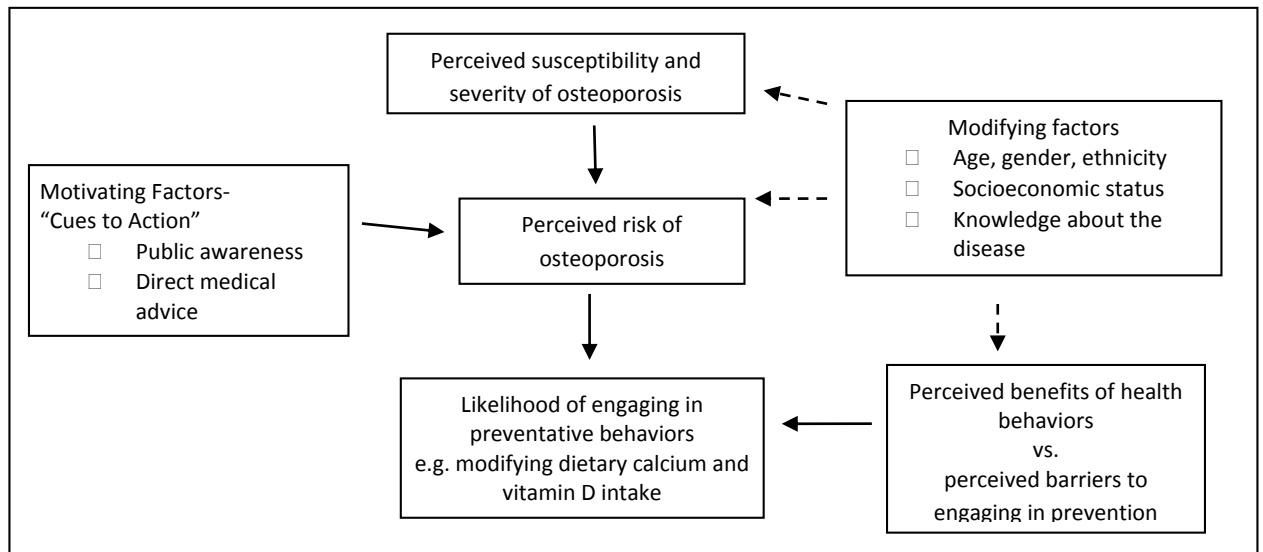 Perceived susceptibility and
severity of osteoporosis
Modifying factors
Age, gender, ethnicity
Socioeconomic status
Knowledge about the
disease
Motivating Factors-
“Cues to Action”
Public awareness
Direct medical
advice
Perceived risk of
osteoporosis
Likelihood of engaging in
preventative behaviors
e.g. modifying dietary calcium and
vitamin D intake
Perceived benefits of health
behaviors
vs.
perceived barriers to
engaging in prevention